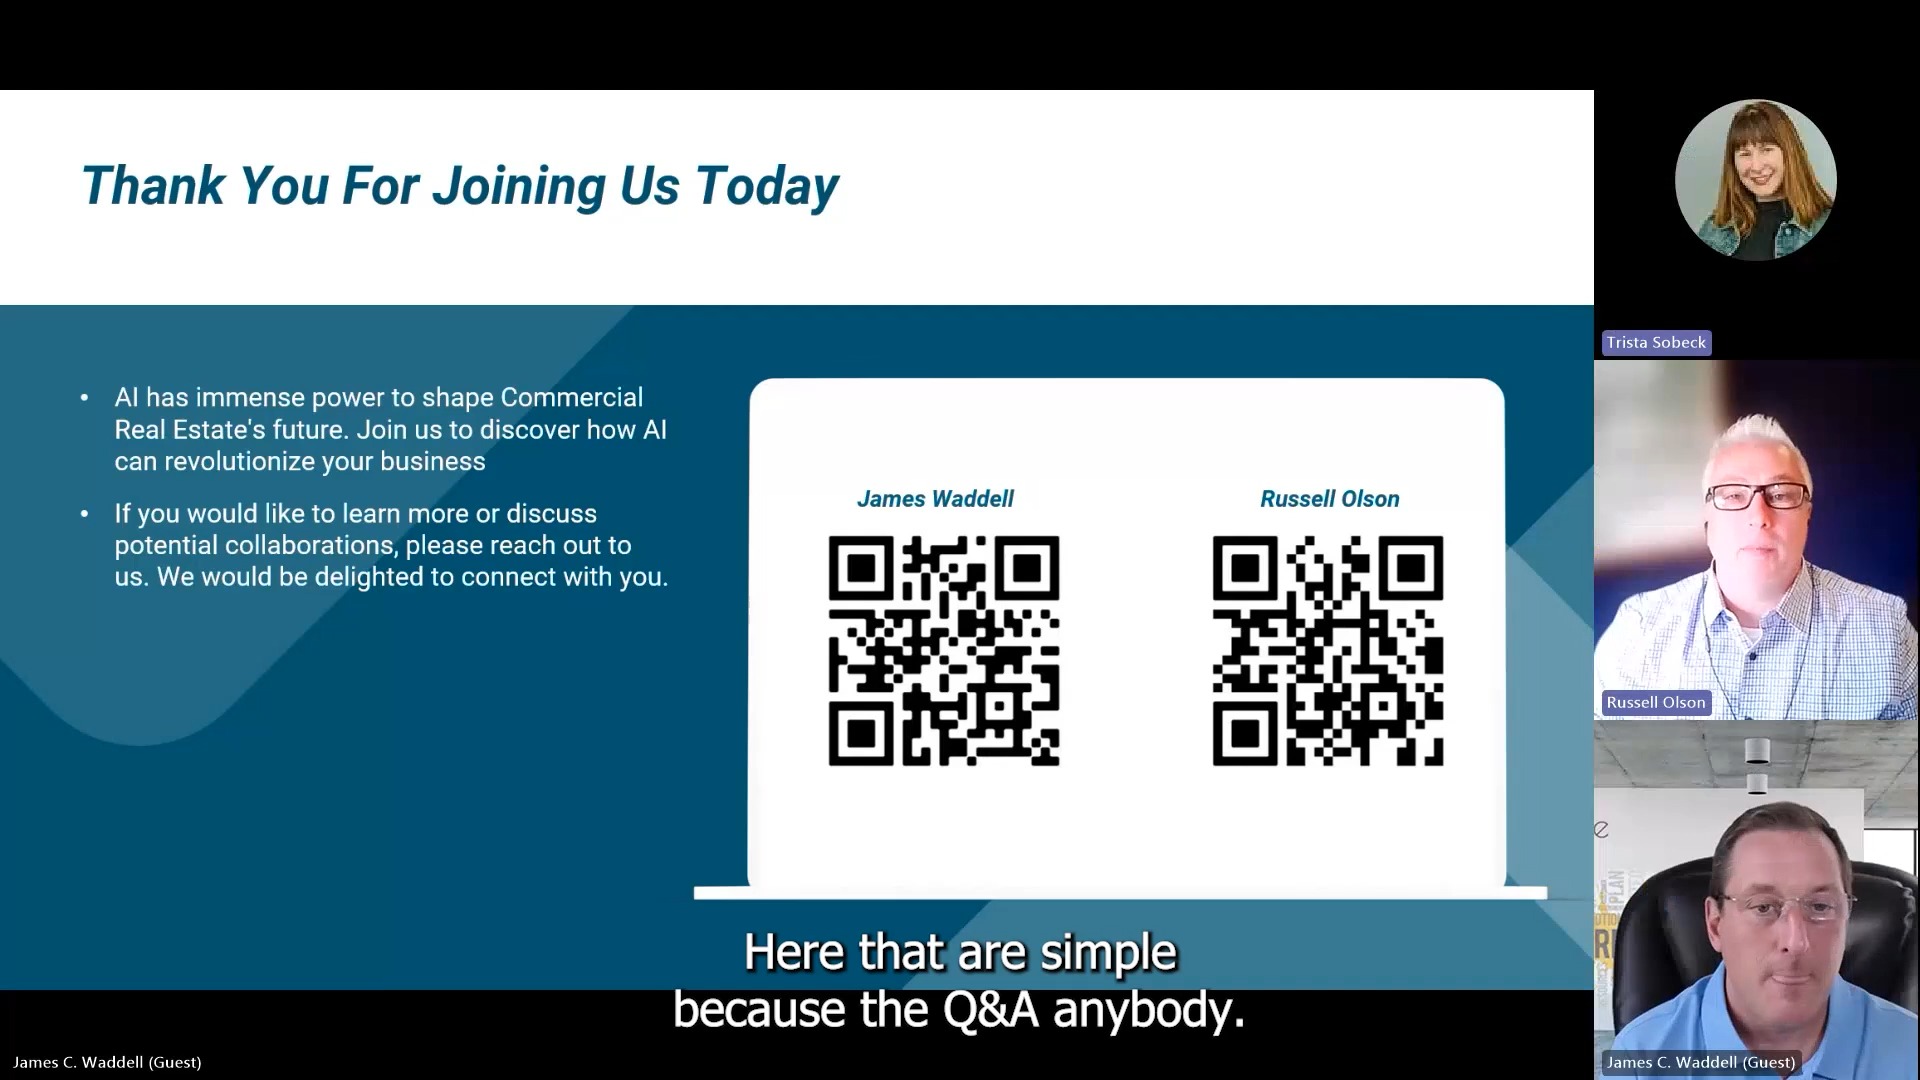 Thank You For Joining Us Today
• AI has immense power to shape Commercial
Real Estate's future. Join us to discover how AI
can revolutionize your business
• If you would like to learn more or discuss
potential collaborations, please reach out to
us. We would be delighted to connect with you.
James Waddell
Russell Olson
Here that are simple
because the Q&A anybody.
James C. Waddell (Guest)
Trista Sobeck
Russell Olson
PLAN
James C. Waddell (Guest)